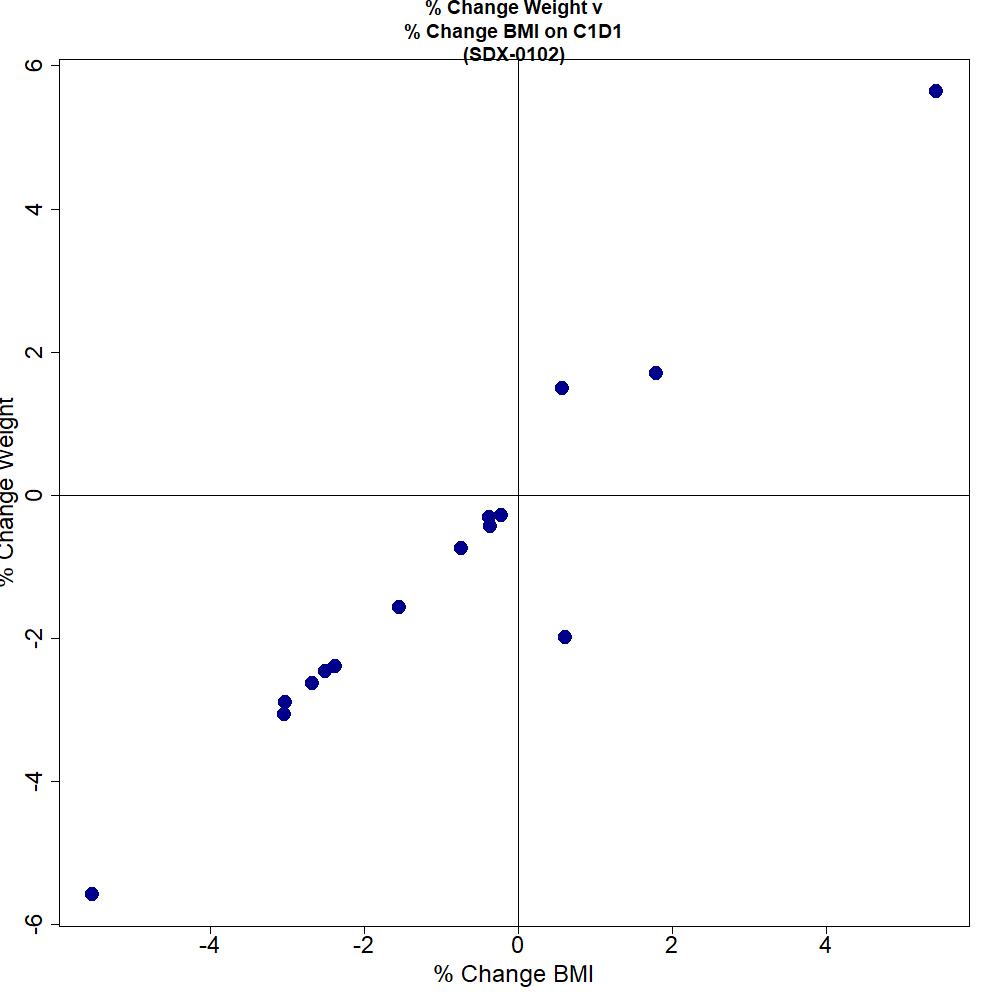 % Change Weight v
% Change BMI on C1D1
(SDX-0102)
6
4
2
0
-2
-4
-6
% Change Weight
-4
-2
0
2
4
% Change BMI